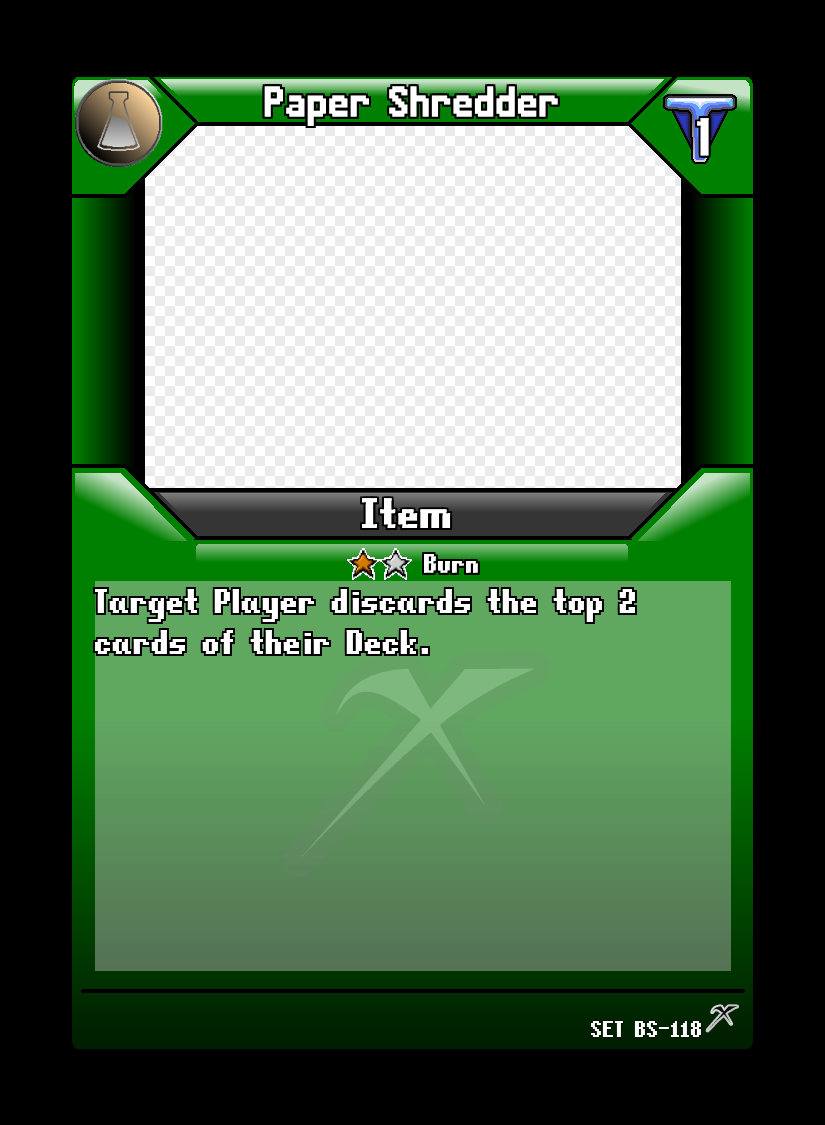 Paper Shredder
1
Item
Burn
Target Player discards the top 2
cards of their Deck.
SET BS-118